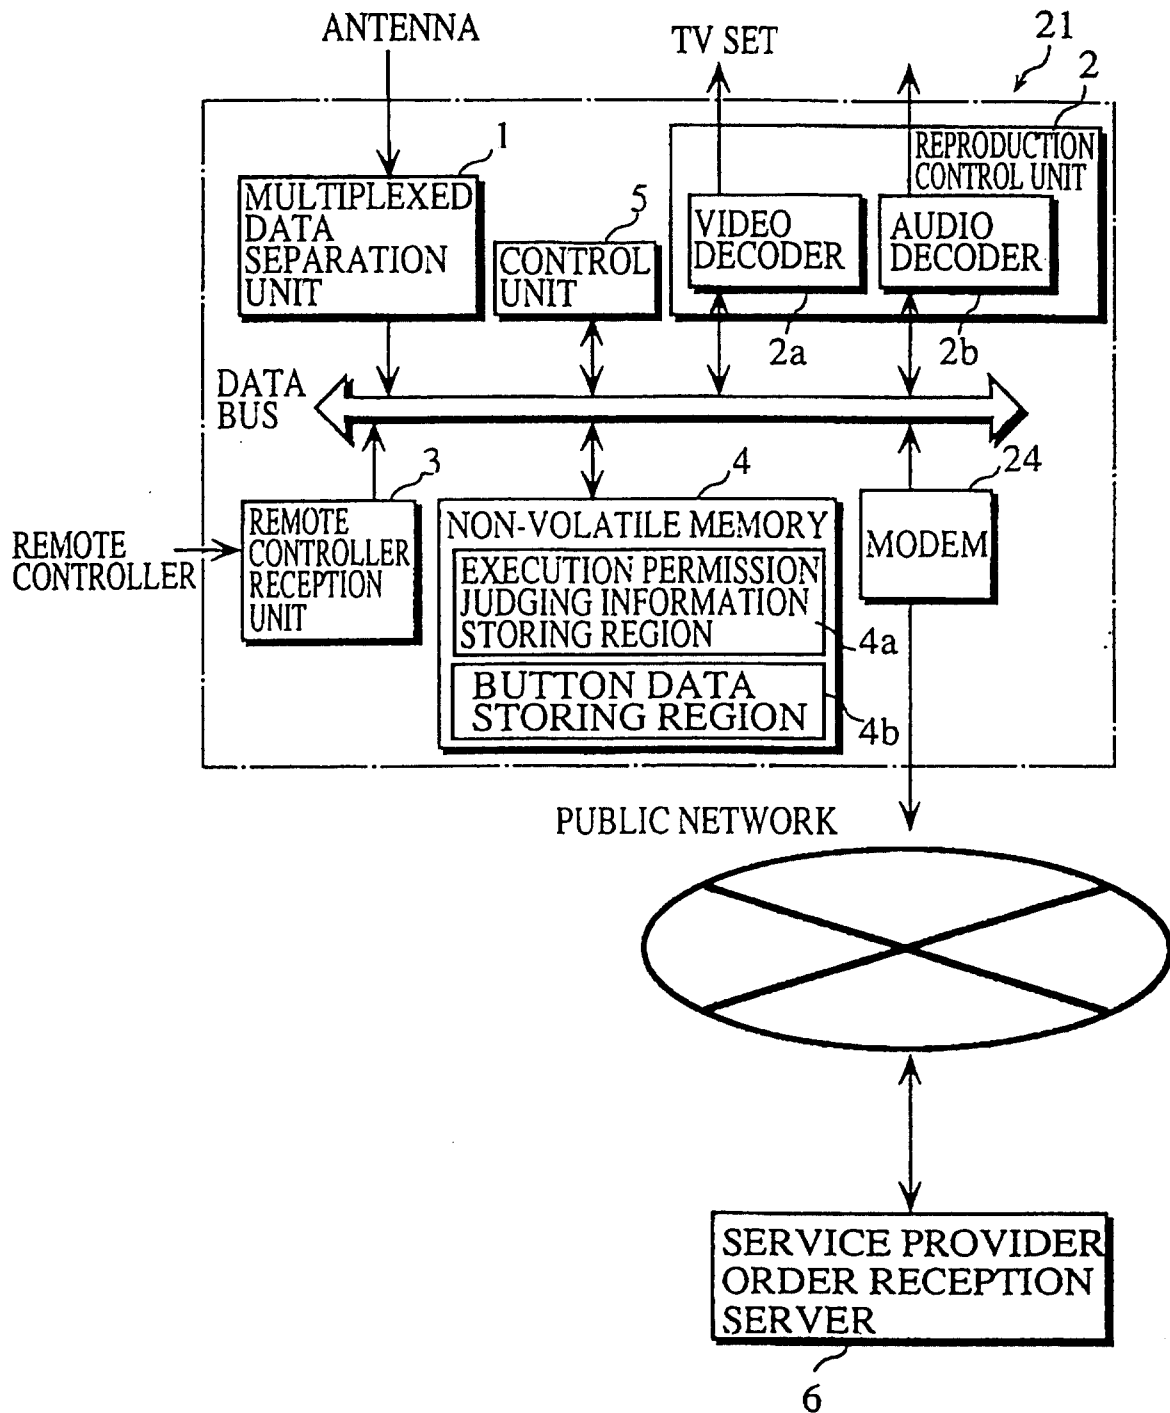 ANTENNA
TV SET
21
2
1
REPRODUCTION
CONTROL UNIT
MULTIPLEXED
DATA
SEPARATION
UNIT
5
CONTROL
UNIT
VIDEO
DECODER
AUDIO
DECODER
2a
2b
DATA
BUS
3
4
24
REMOTE
CONTROLLER
REMOTE
CONTROLLER
RECEPTION
UNIT
NON-VOLATILE MEMORY
EXECUTION PERMISSION
JUDGING INFORMATION
STORING REGION
4a
BUTTON DATA
STORING REGION
4b
MODEM
PUBLIC NETWORK
SERVICE PROVIDER
ORDER RECEPTION
SERVER
6